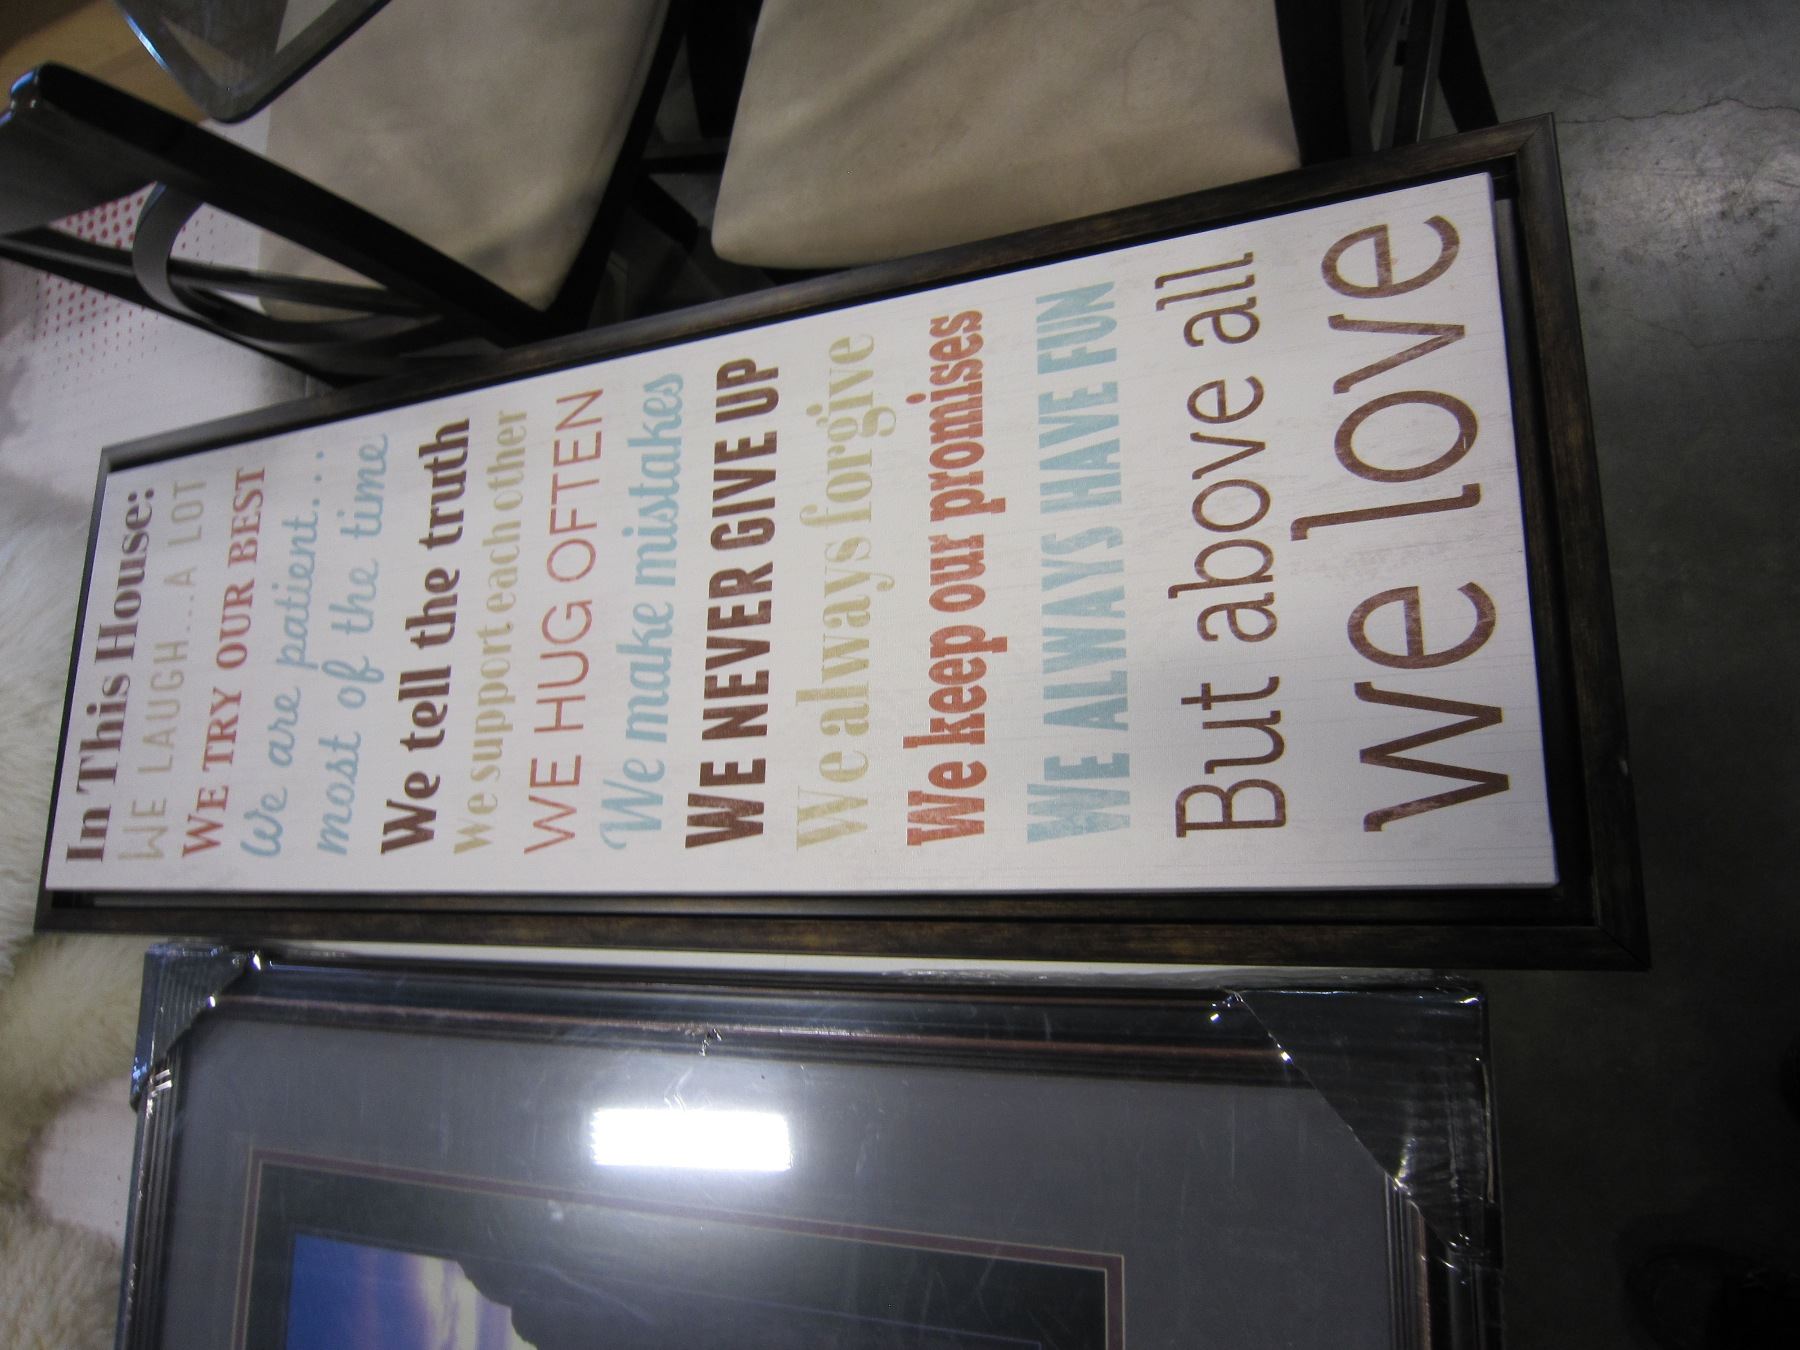 In This House:
WE LAUGH...A LOT
WE TRY OUR BEST
We are patient....
most of the time
We tell the truth
We support each other
WE HUG OFTEN
We make mistakes
WE NEVER GIVE UP
We always forgive
We keep our promises
WE ALWAYS HAVE FUN
But above all
we love